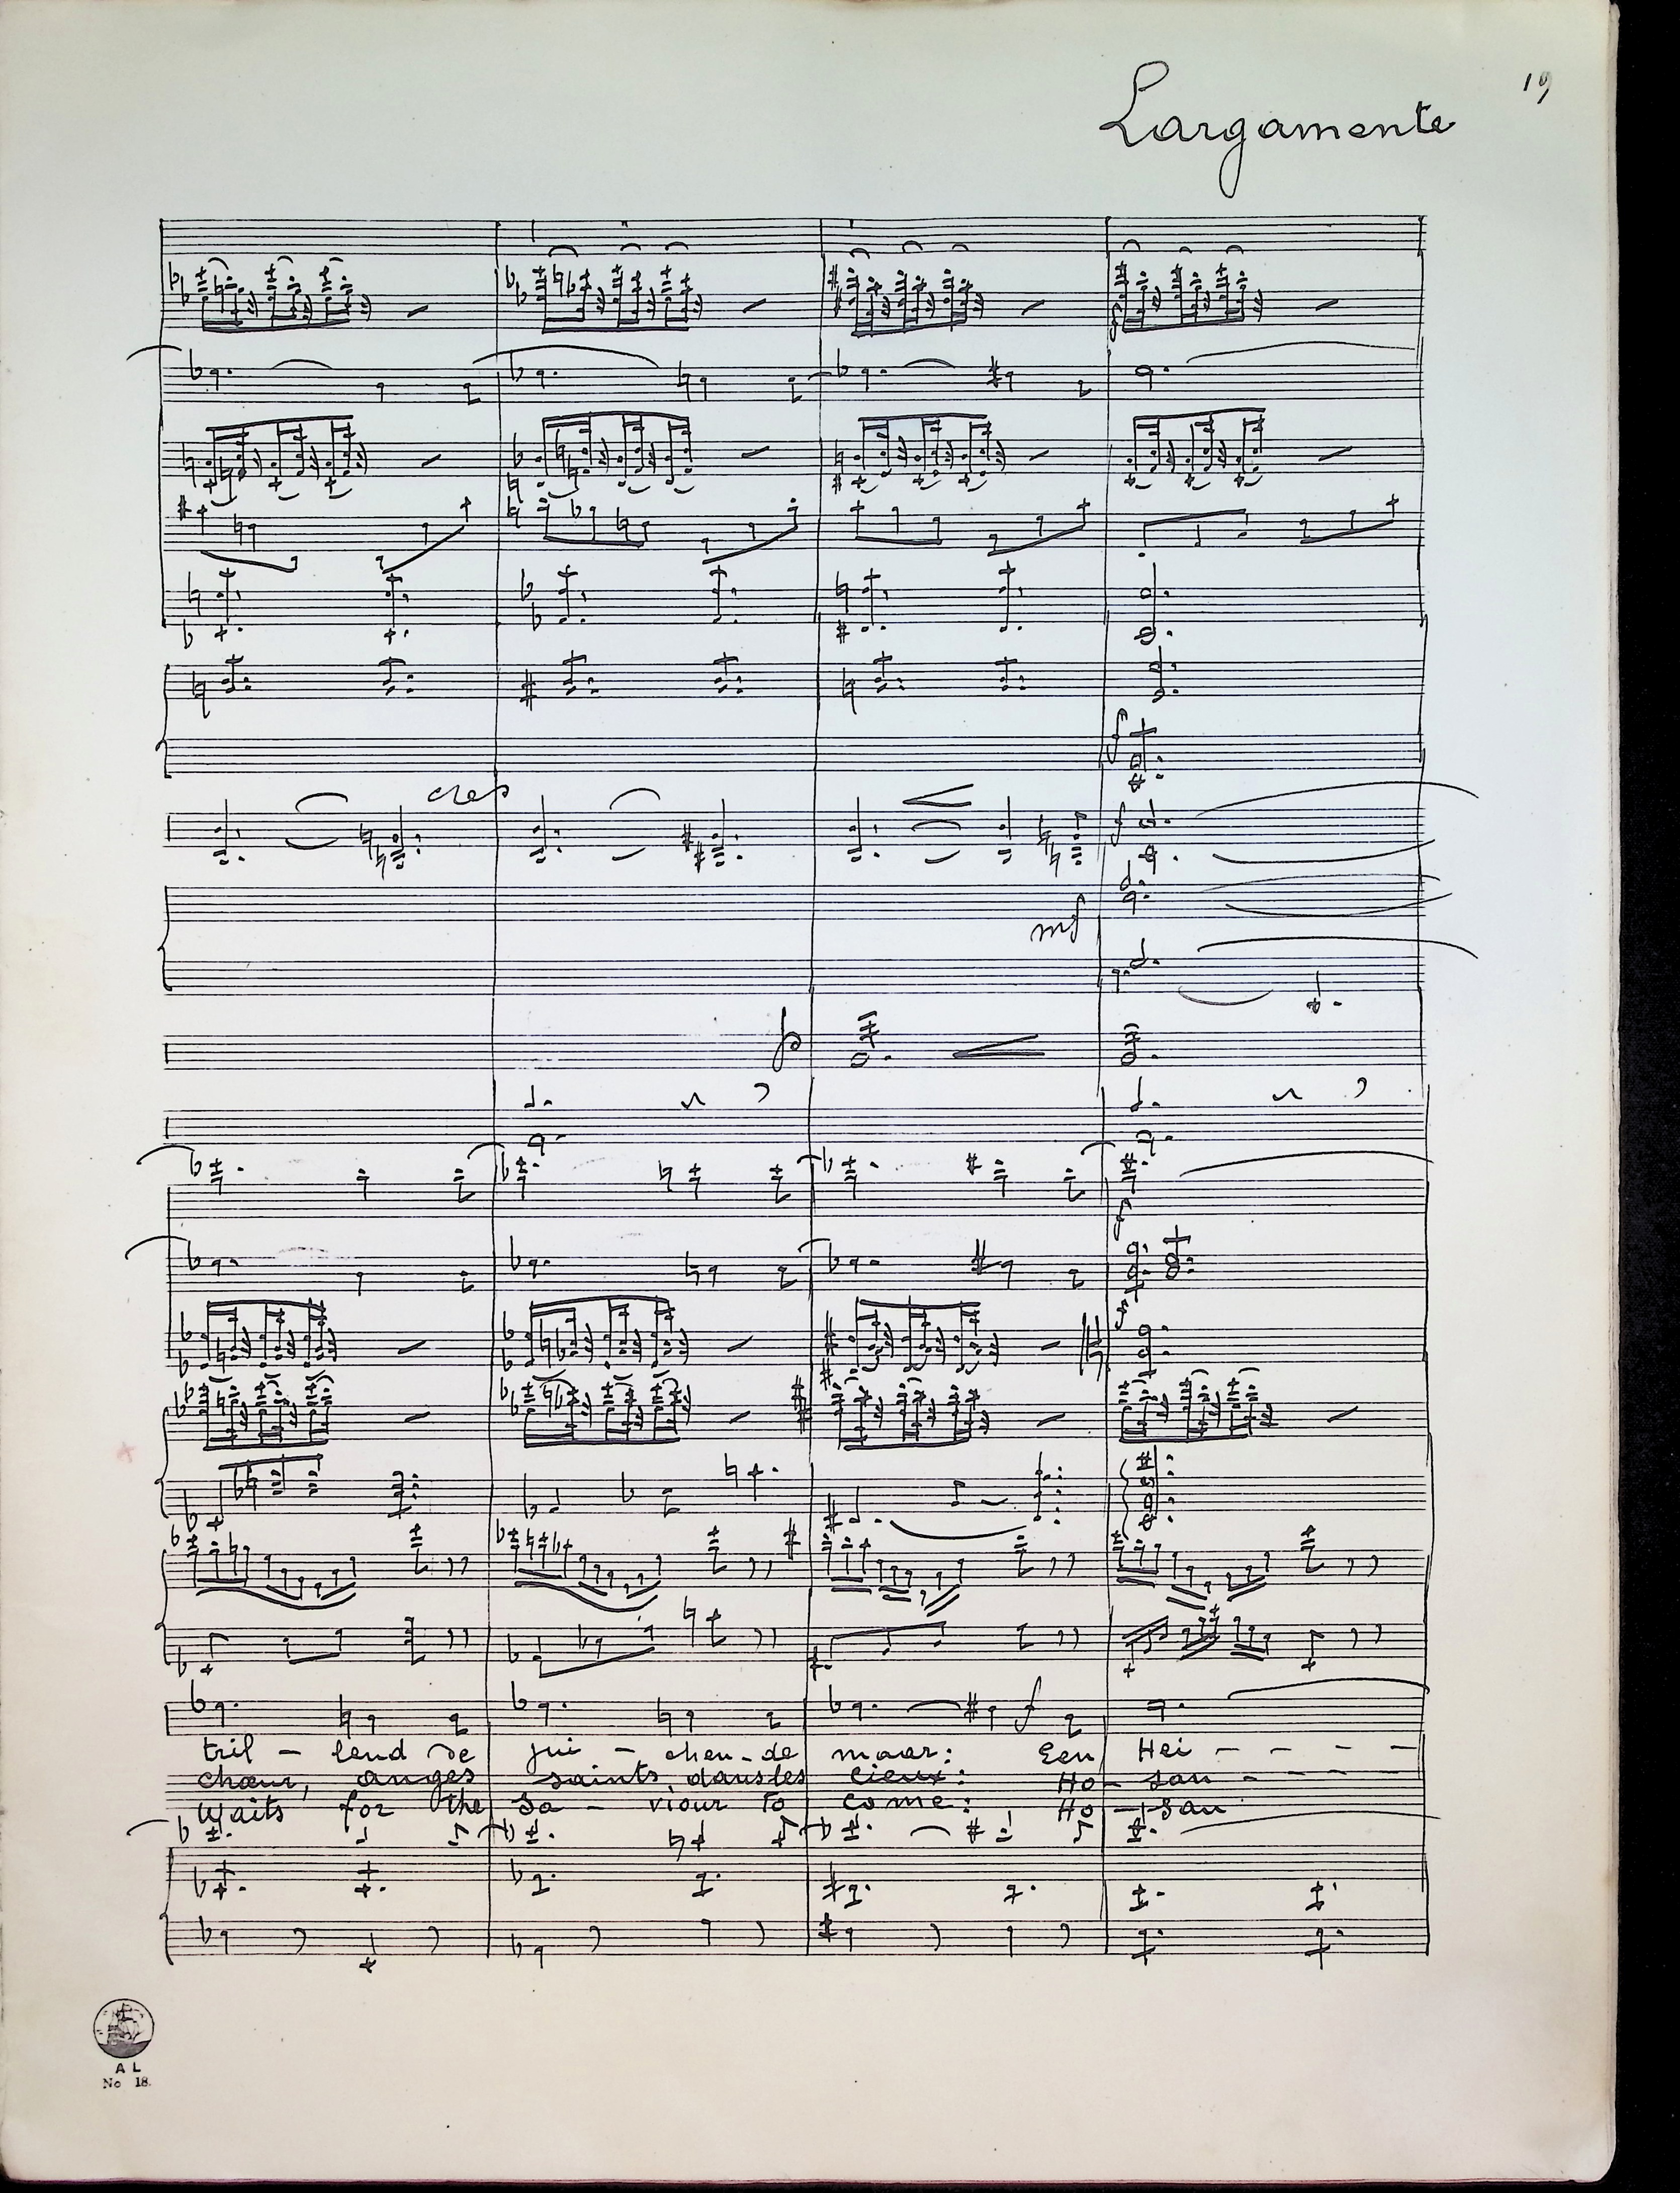 19
Largamente
f
f
cres
f
mf
p
f
f
f
tril – lend de jui – chen – de maar: Een Hei – – – – –
chœur, anges saints, dans les cieux: Ho – san – – – –
Waits for the Sa – viour to come: Ho – san
A L
No 18.